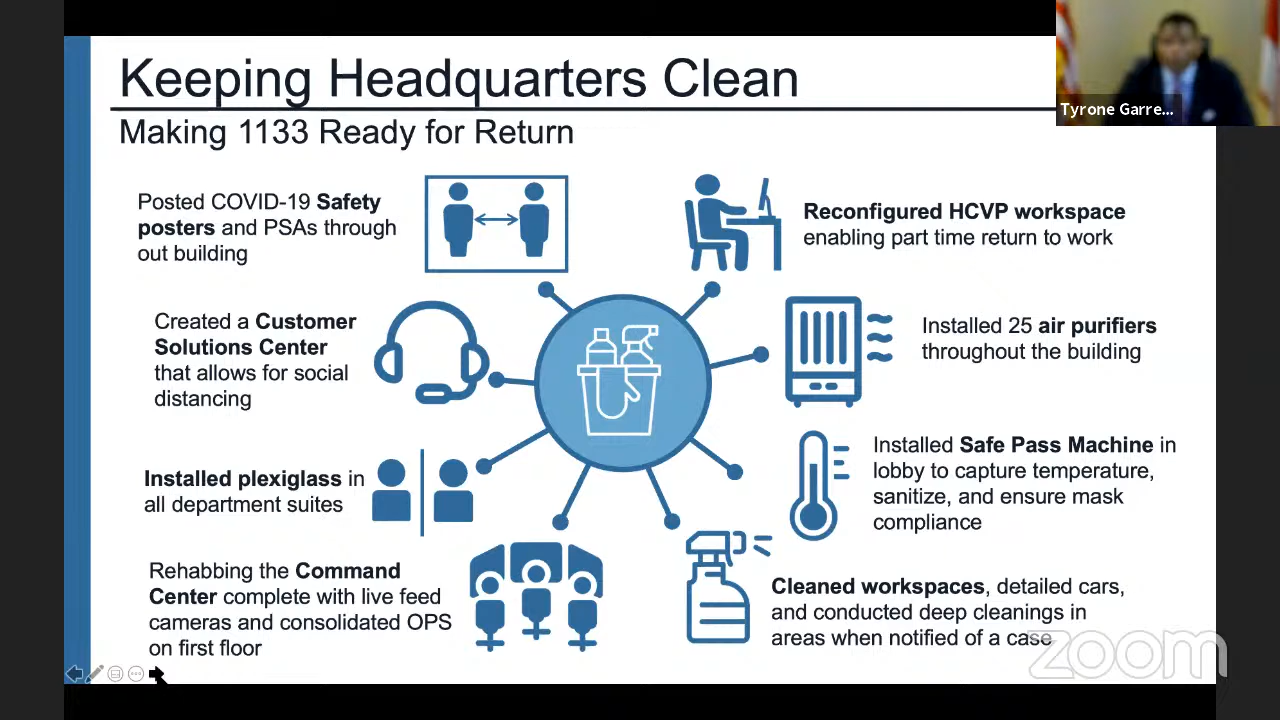 Keeping Headquarters Clean
Making 1133 Ready for Return
Tyrone Garre...
Posted COVID-19 Safety
posters and PSAs through
out building
Reconfigured HCVP workspace
enabling part time return to work
Created a Customer
Solutions Center
that allows for social
distancing
Installed 25 air purifiers
throughout the building
Installed plexiglass in
all department suites
Installed Safe Pass Machine in
lobby to capture temperature,
sanitize, and ensure mask
compliance
Rehabbing the Command
Center complete with live feed
cameras and consolidated OPS
on first floor
Cleaned workspaces, detailed cars,
and conducted deep cleanings in
areas when notified of a case
zoom